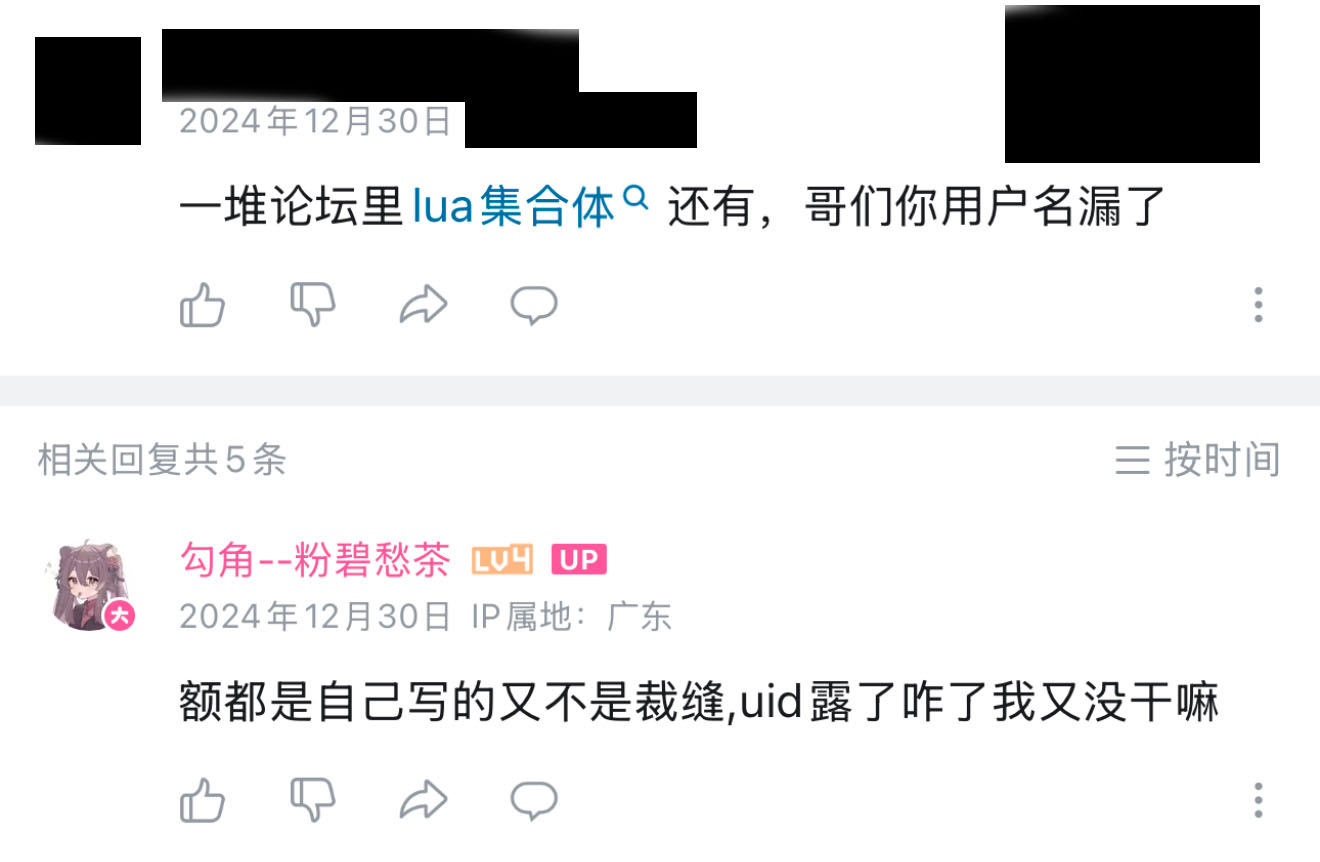 2024年12月30日
一堆论坛里lua集合体 还有，哥们你用户名漏了
相关回复共5条
按时间
勾角--粉碧愁茶 LV4 UP
2024年12月30日 IP属地：广东
额都是自己写的又不是裁缝,uid露了咋了我又没干嘛
大